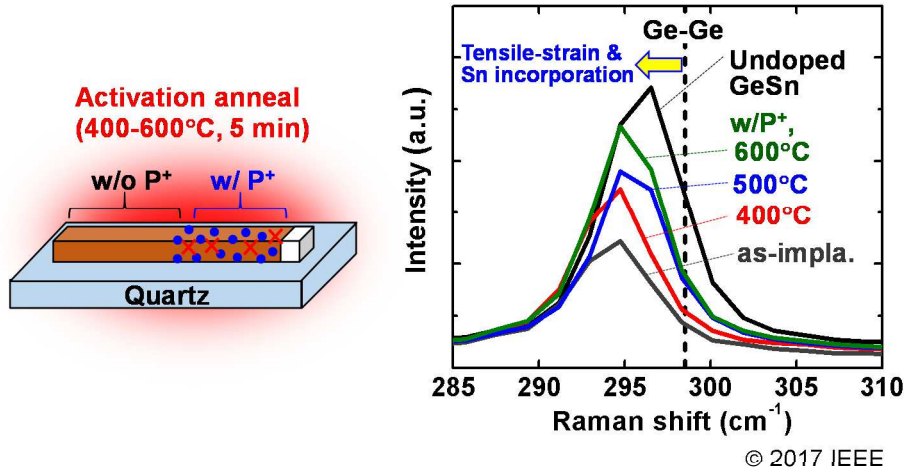 Activation anneal
(400-600°C, 5 min)
w/o P⁺
w/ P⁺
Quartz
Ge-Ge
Tensile-strain &
Sn incorporation
Undoped
GeSn
w/P⁺,
600°C
500°C
400°C
as-impla.
Intensity (a.u.)
285 290 295 300 305 310
Raman shift (cm⁻¹)
© 2017 IEEE